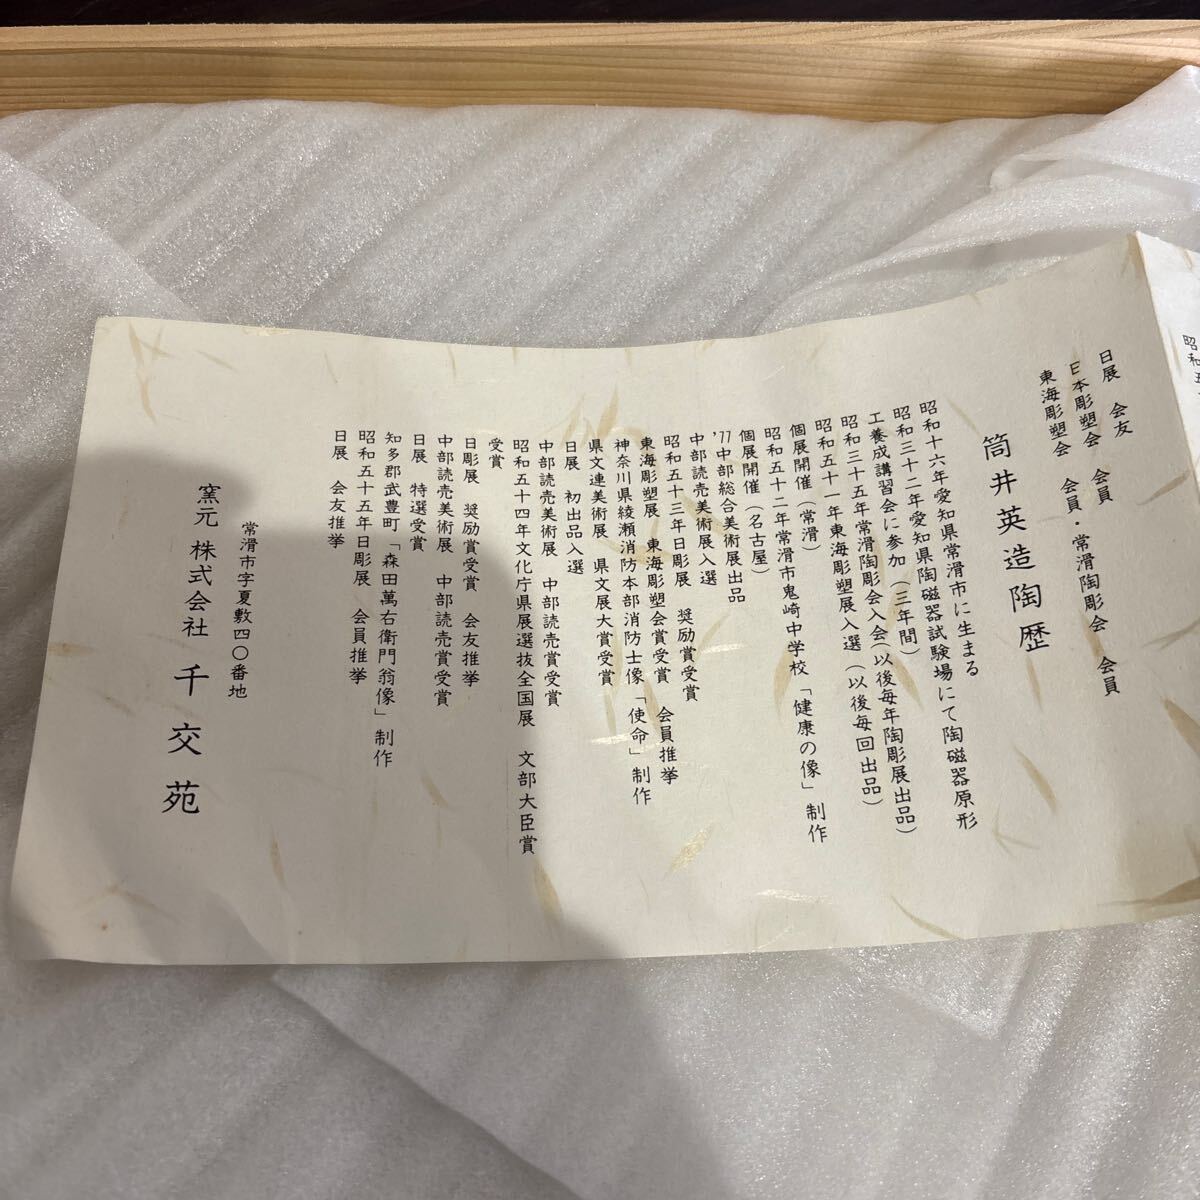 日展　会友
日本彫塑会　会員
東海彫塑会　会員・常滑陶彫会　会員
筒井英造陶歴
昭和十六年愛知県常滑市に生まる
昭和三十二年愛知県陶磁器試験場にて陶磁器原形
工養成講習会に参加（三年間）
昭和三十五年常滑陶彫会入会（以後毎年陶彫展出品）
昭和五十一年東海彫塑展入選（以後毎回出品）
個展開催（常滑）
昭和五十二年常滑市鬼崎中学校「健康の像」制作
個展開催（名古屋）
'77中部総合美術展出品
中部読売美術展入選
昭和五十三年日彫展　奨励賞受賞
東海彫塑展　東海彫塑会賞受賞　会員推挙
神奈川県綾瀬消防本部消防士像「使命」制作
県文連美術展　県文展大賞受賞
日展　初出品入選
中部読売美術展　中部読売賞受賞
昭和五十四年文化庁県展選抜全国展　文部大臣賞
受賞
日彫展　奨励賞受賞　会友推挙
中部読売美術展　中部読売賞受賞
日展　特選受賞
知多郡武豊町「森田萬右衛門翁像」制作
昭和五十五年日彫展　会員推挙
日展　会友推挙
常滑市字夏敷四〇番地
窯元　株式会社　千交苑